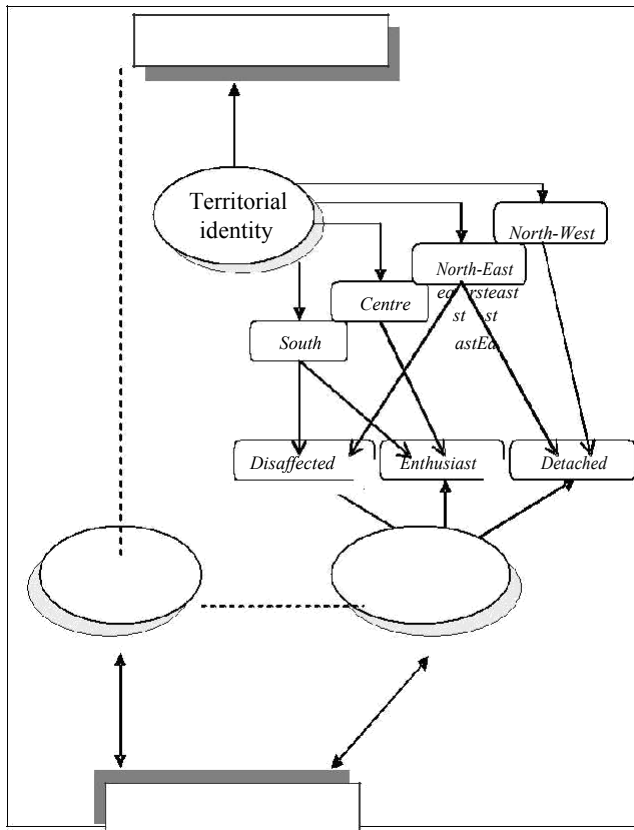 Territorial
identity
North-West
North-East
Centre
South
Disaffected
Enthusiast
Detached